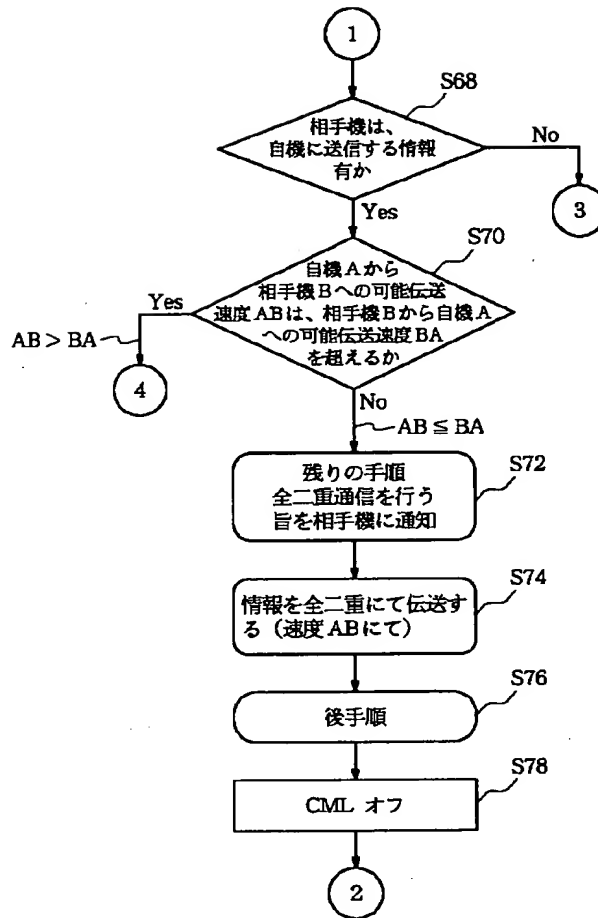 1
S68
相手機は、
自機に送信する情報
有か
No
3
Yes
S70
自機Aから
相手機Bへの可能伝送
速度ABは、相手機Bから自機A
への可能伝送速度BA
を超えるか
Yes
AB > BA
4
No
AB ≦ BA
残りの手順
全二重通信を行う
旨を相手機に通知
S72
情報を全二重にて伝送す
る（速度ABにて）
S74
後手順
S76
CML オフ
S78
2